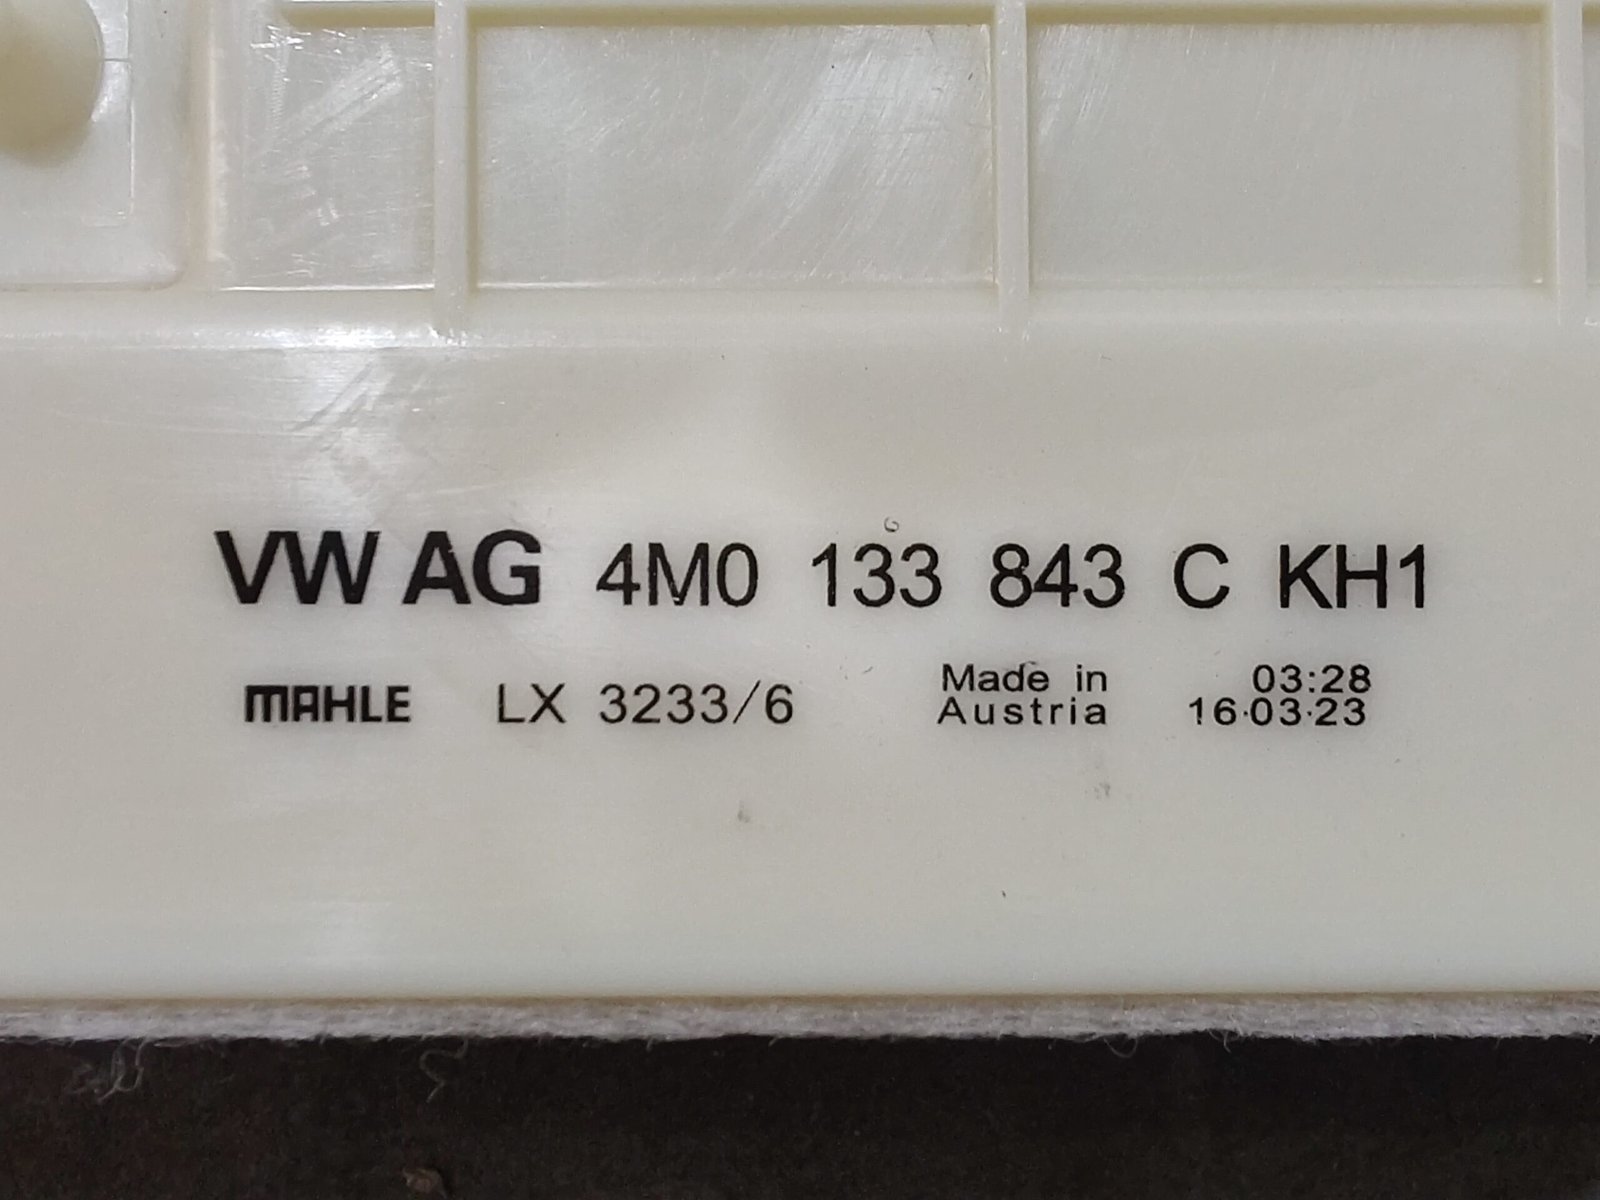 VW AG 4M0 133 843 C KH1
MAHLE LX 3233/6 Made in 03:28
Austria 16.03.23